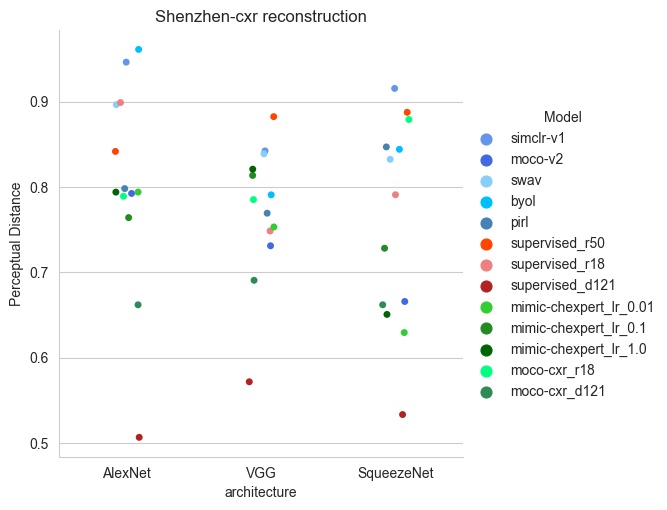 Shenzhen-cxr reconstruction
Perceptual Distance
0.9
0.8
0.7
0.6
0.5
AlexNet
VGG
SqueezeNet
architecture
Model
simclr-v1
moco-v2
swav
byol
pirl
supervised_r50
supervised_r18
supervised_d121
mimic-chexpert_lr_0.01
mimic-chexpert_lr_0.1
mimic-chexpert_lr_1.0
moco-cxr_r18
moco-cxr_d121